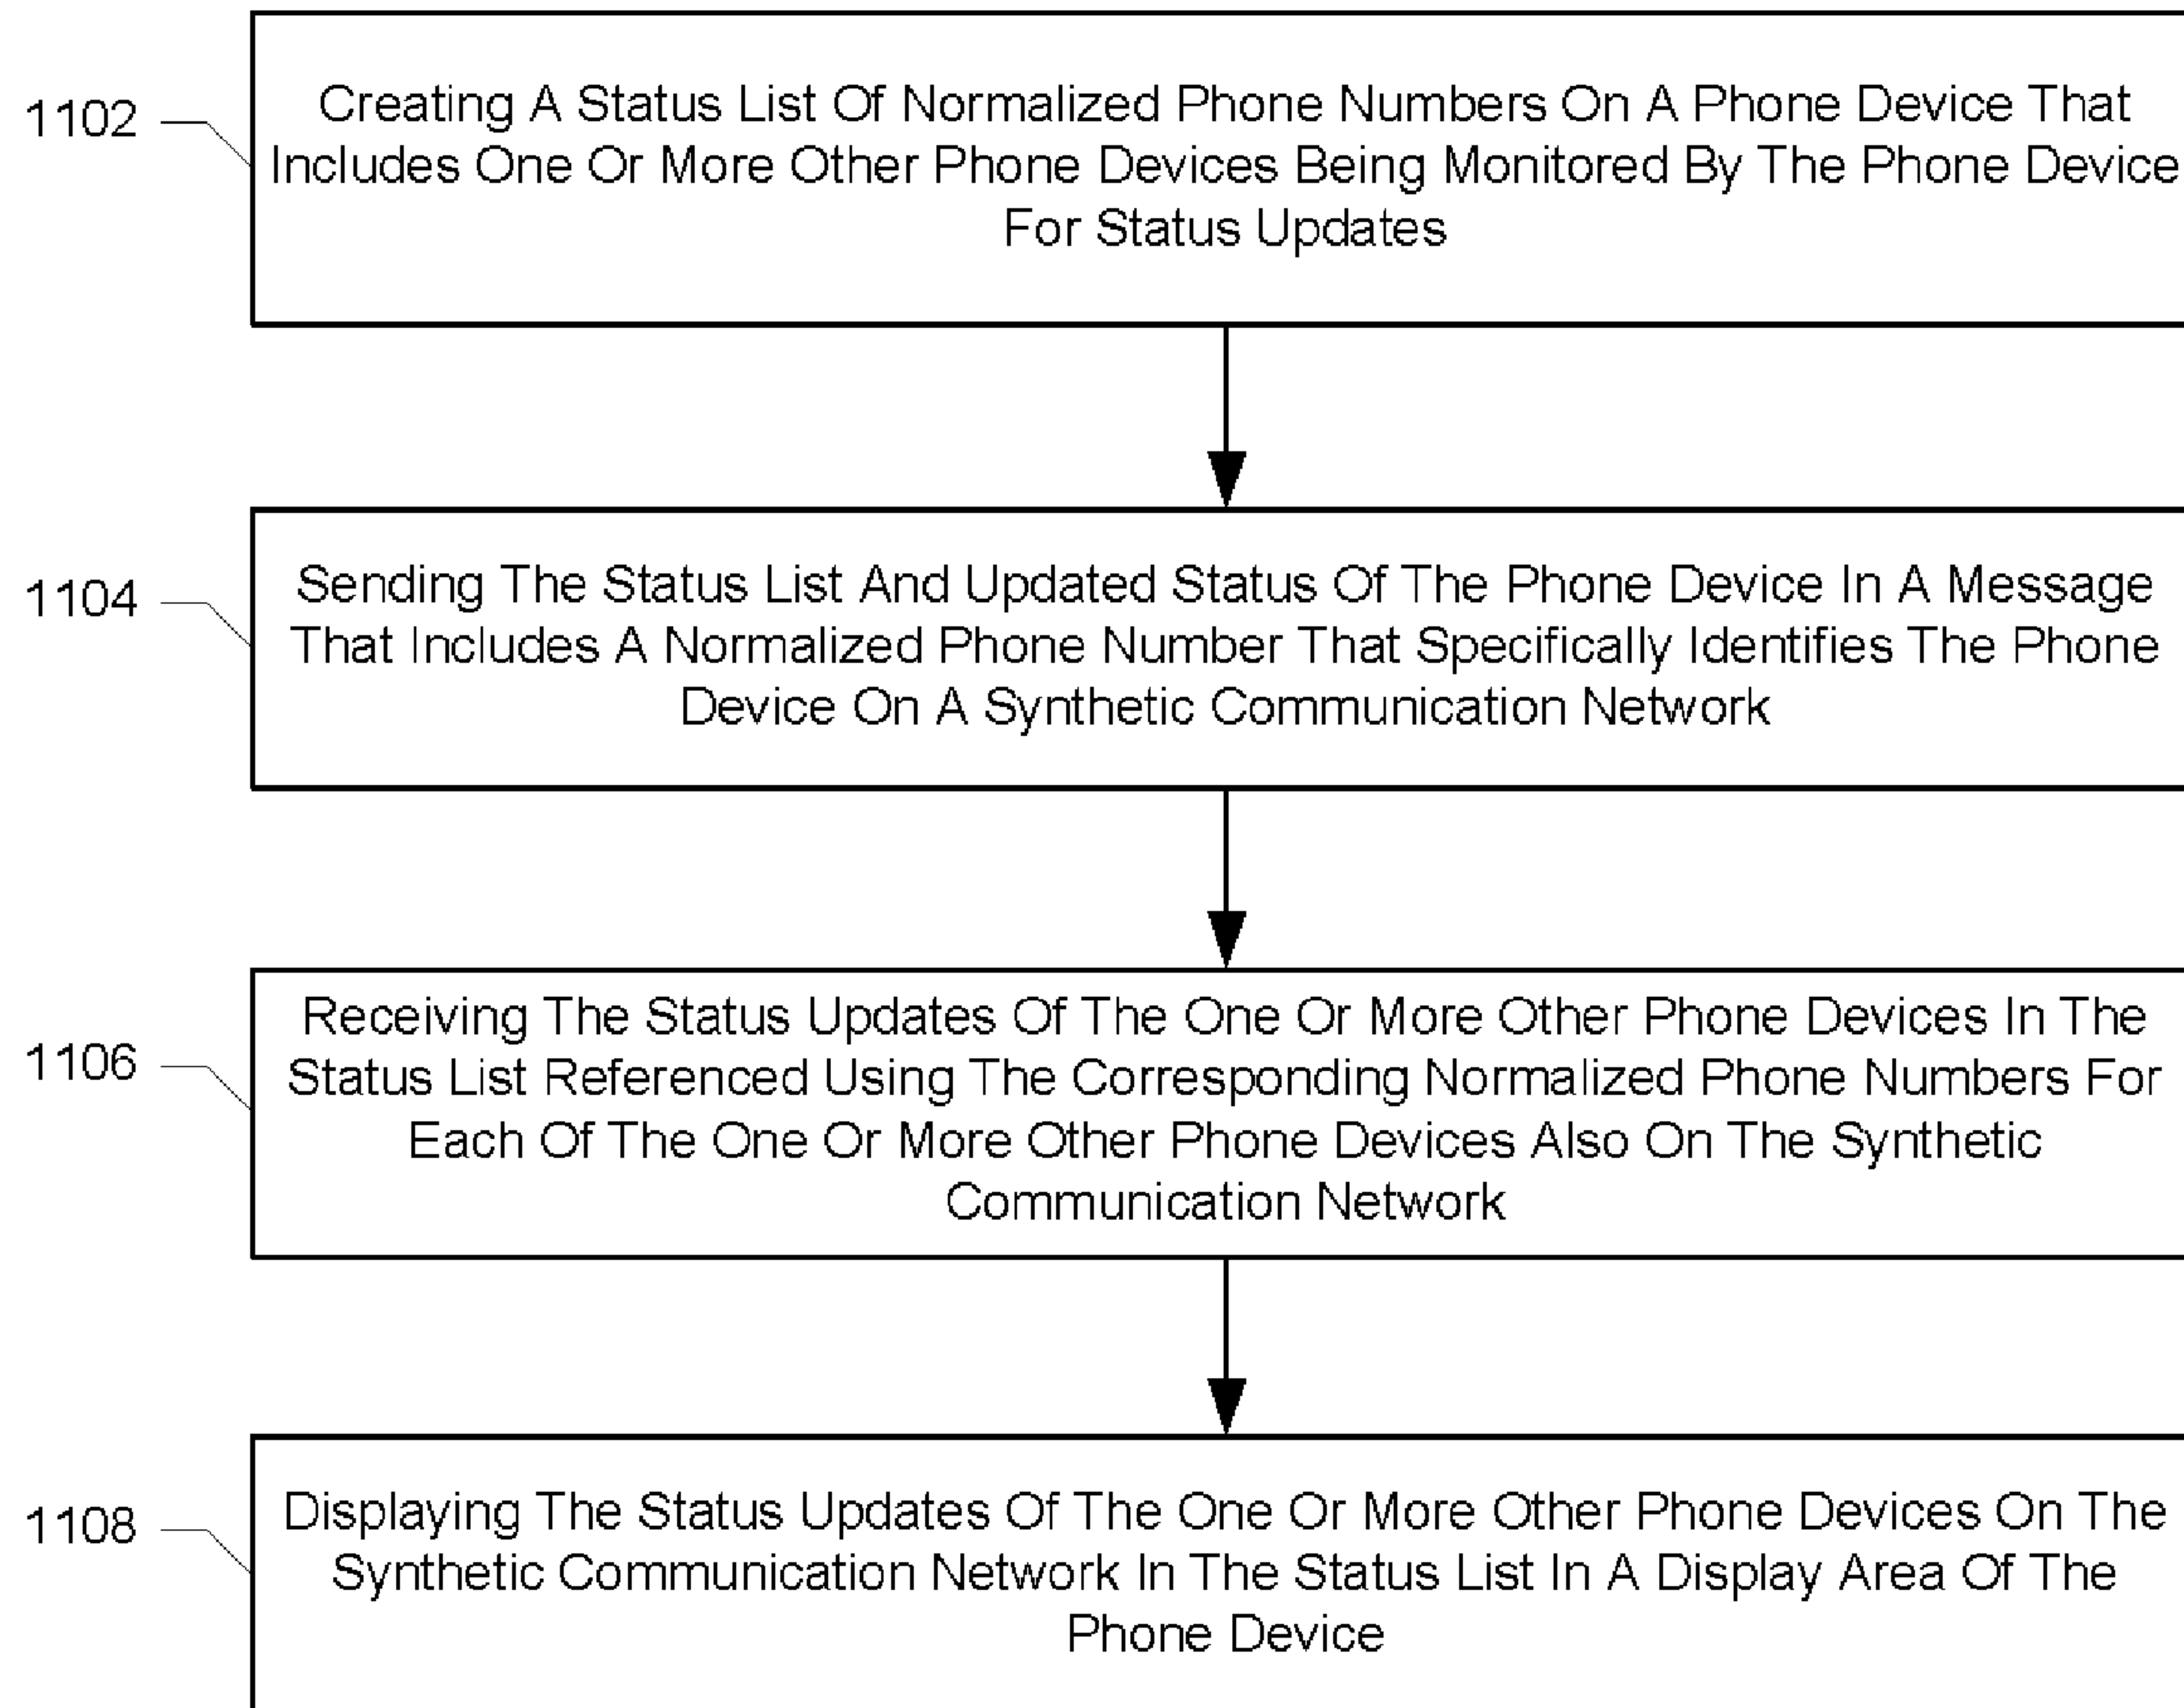 1102
Creating A Status List Of Normalized Phone Numbers On A Phone Device That
Includes One Or More Other Phone Devices Being Monitored By The Phone Device
For Status Updates
1104
Sending The Status List And Updated Status Of The Phone Device In A Message
That Includes A Normalized Phone Number That Specifically Identifies The Phone
Device On A Synthetic Communication Network
1106
Receiving The Status Updates Of The One Or More Other Phone Devices In The
Status List Referenced Using The Corresponding Normalized Phone Numbers For
Each Of The One Or More Other Phone Devices Also On The Synthetic
Communication Network
1108
Displaying The Status Updates Of The One Or More Other Phone Devices On The
Synthetic Communication Network In The Status List In A Display Area Of The
Phone Device